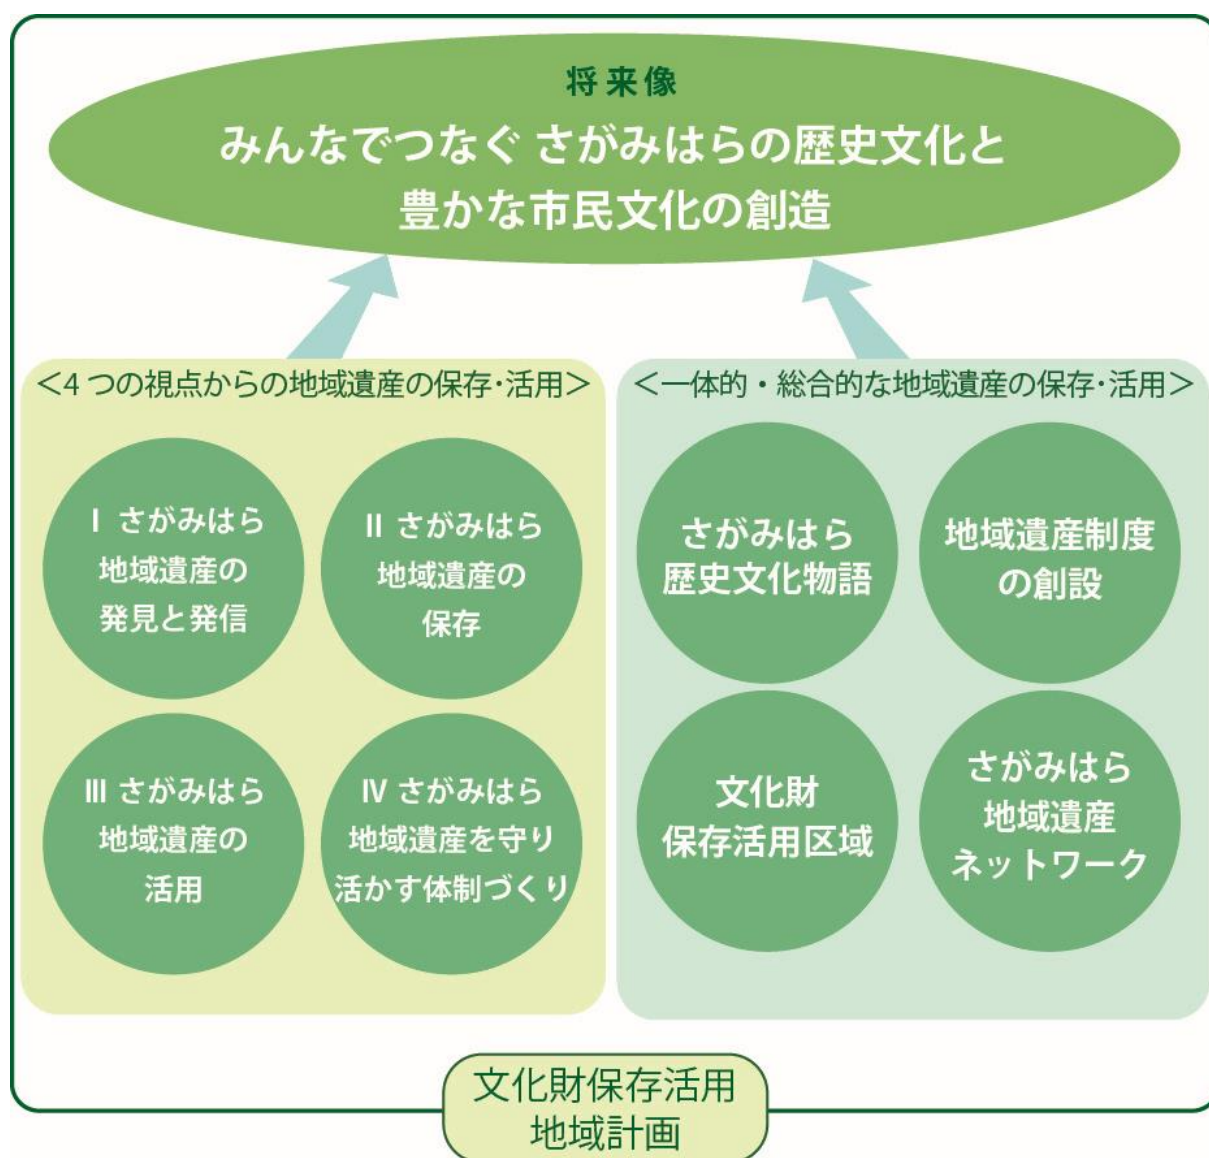 将来像
みんなでつなぐ さがみはらの歴史文化と
豊かな市民文化の創造
＜4つの視点からの地域遺産の保存･活用＞
Ⅰ さがみはら
地域遺産の
発見と発信
Ⅱ さがみはら
地域遺産の
保存
Ⅲ さがみはら
地域遺産の
活用
Ⅳ さがみはら
地域遺産を守り
活かす体制づくり
＜一体的・総合的な地域遺産の保存･活用＞
さがみはら
歴史文化物語
地域遺産制度
の創設
文化財
保存活用区域
さがみはら
地域遺産
ネットワーク
文化財保存活用
地域計画